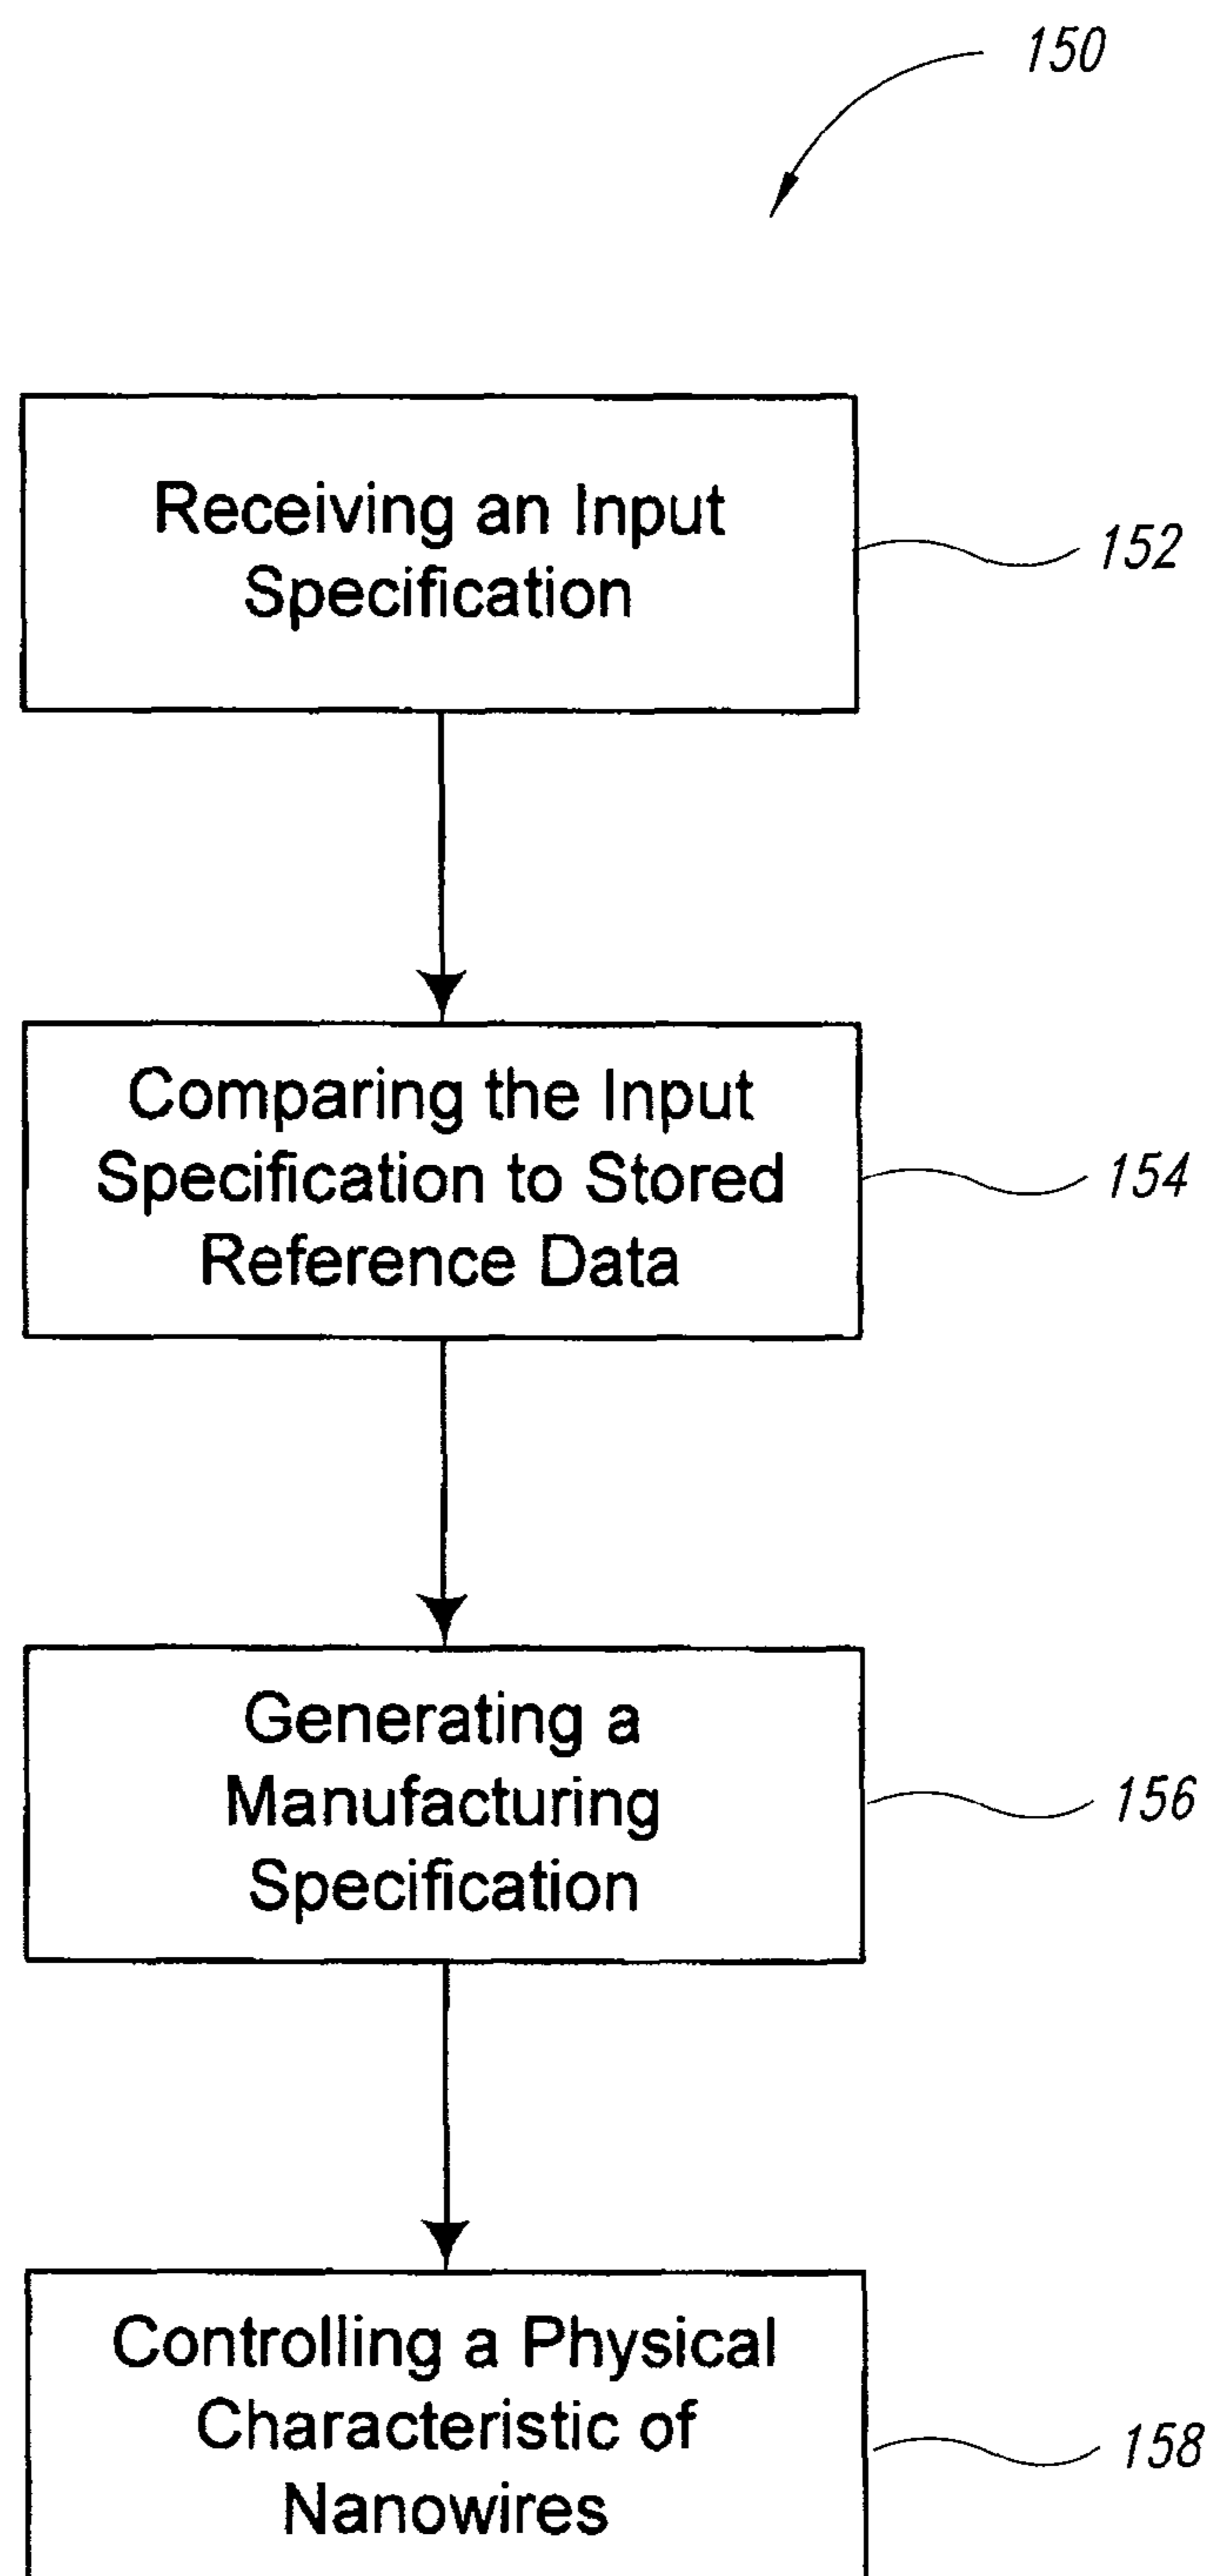 150
Receiving an Input
Specification
152
Comparing the Input
Specification to Stored
Reference Data
154
Generating a
Manufacturing
Specification
156
Controlling a Physical
Characteristic of
Nanowires
158